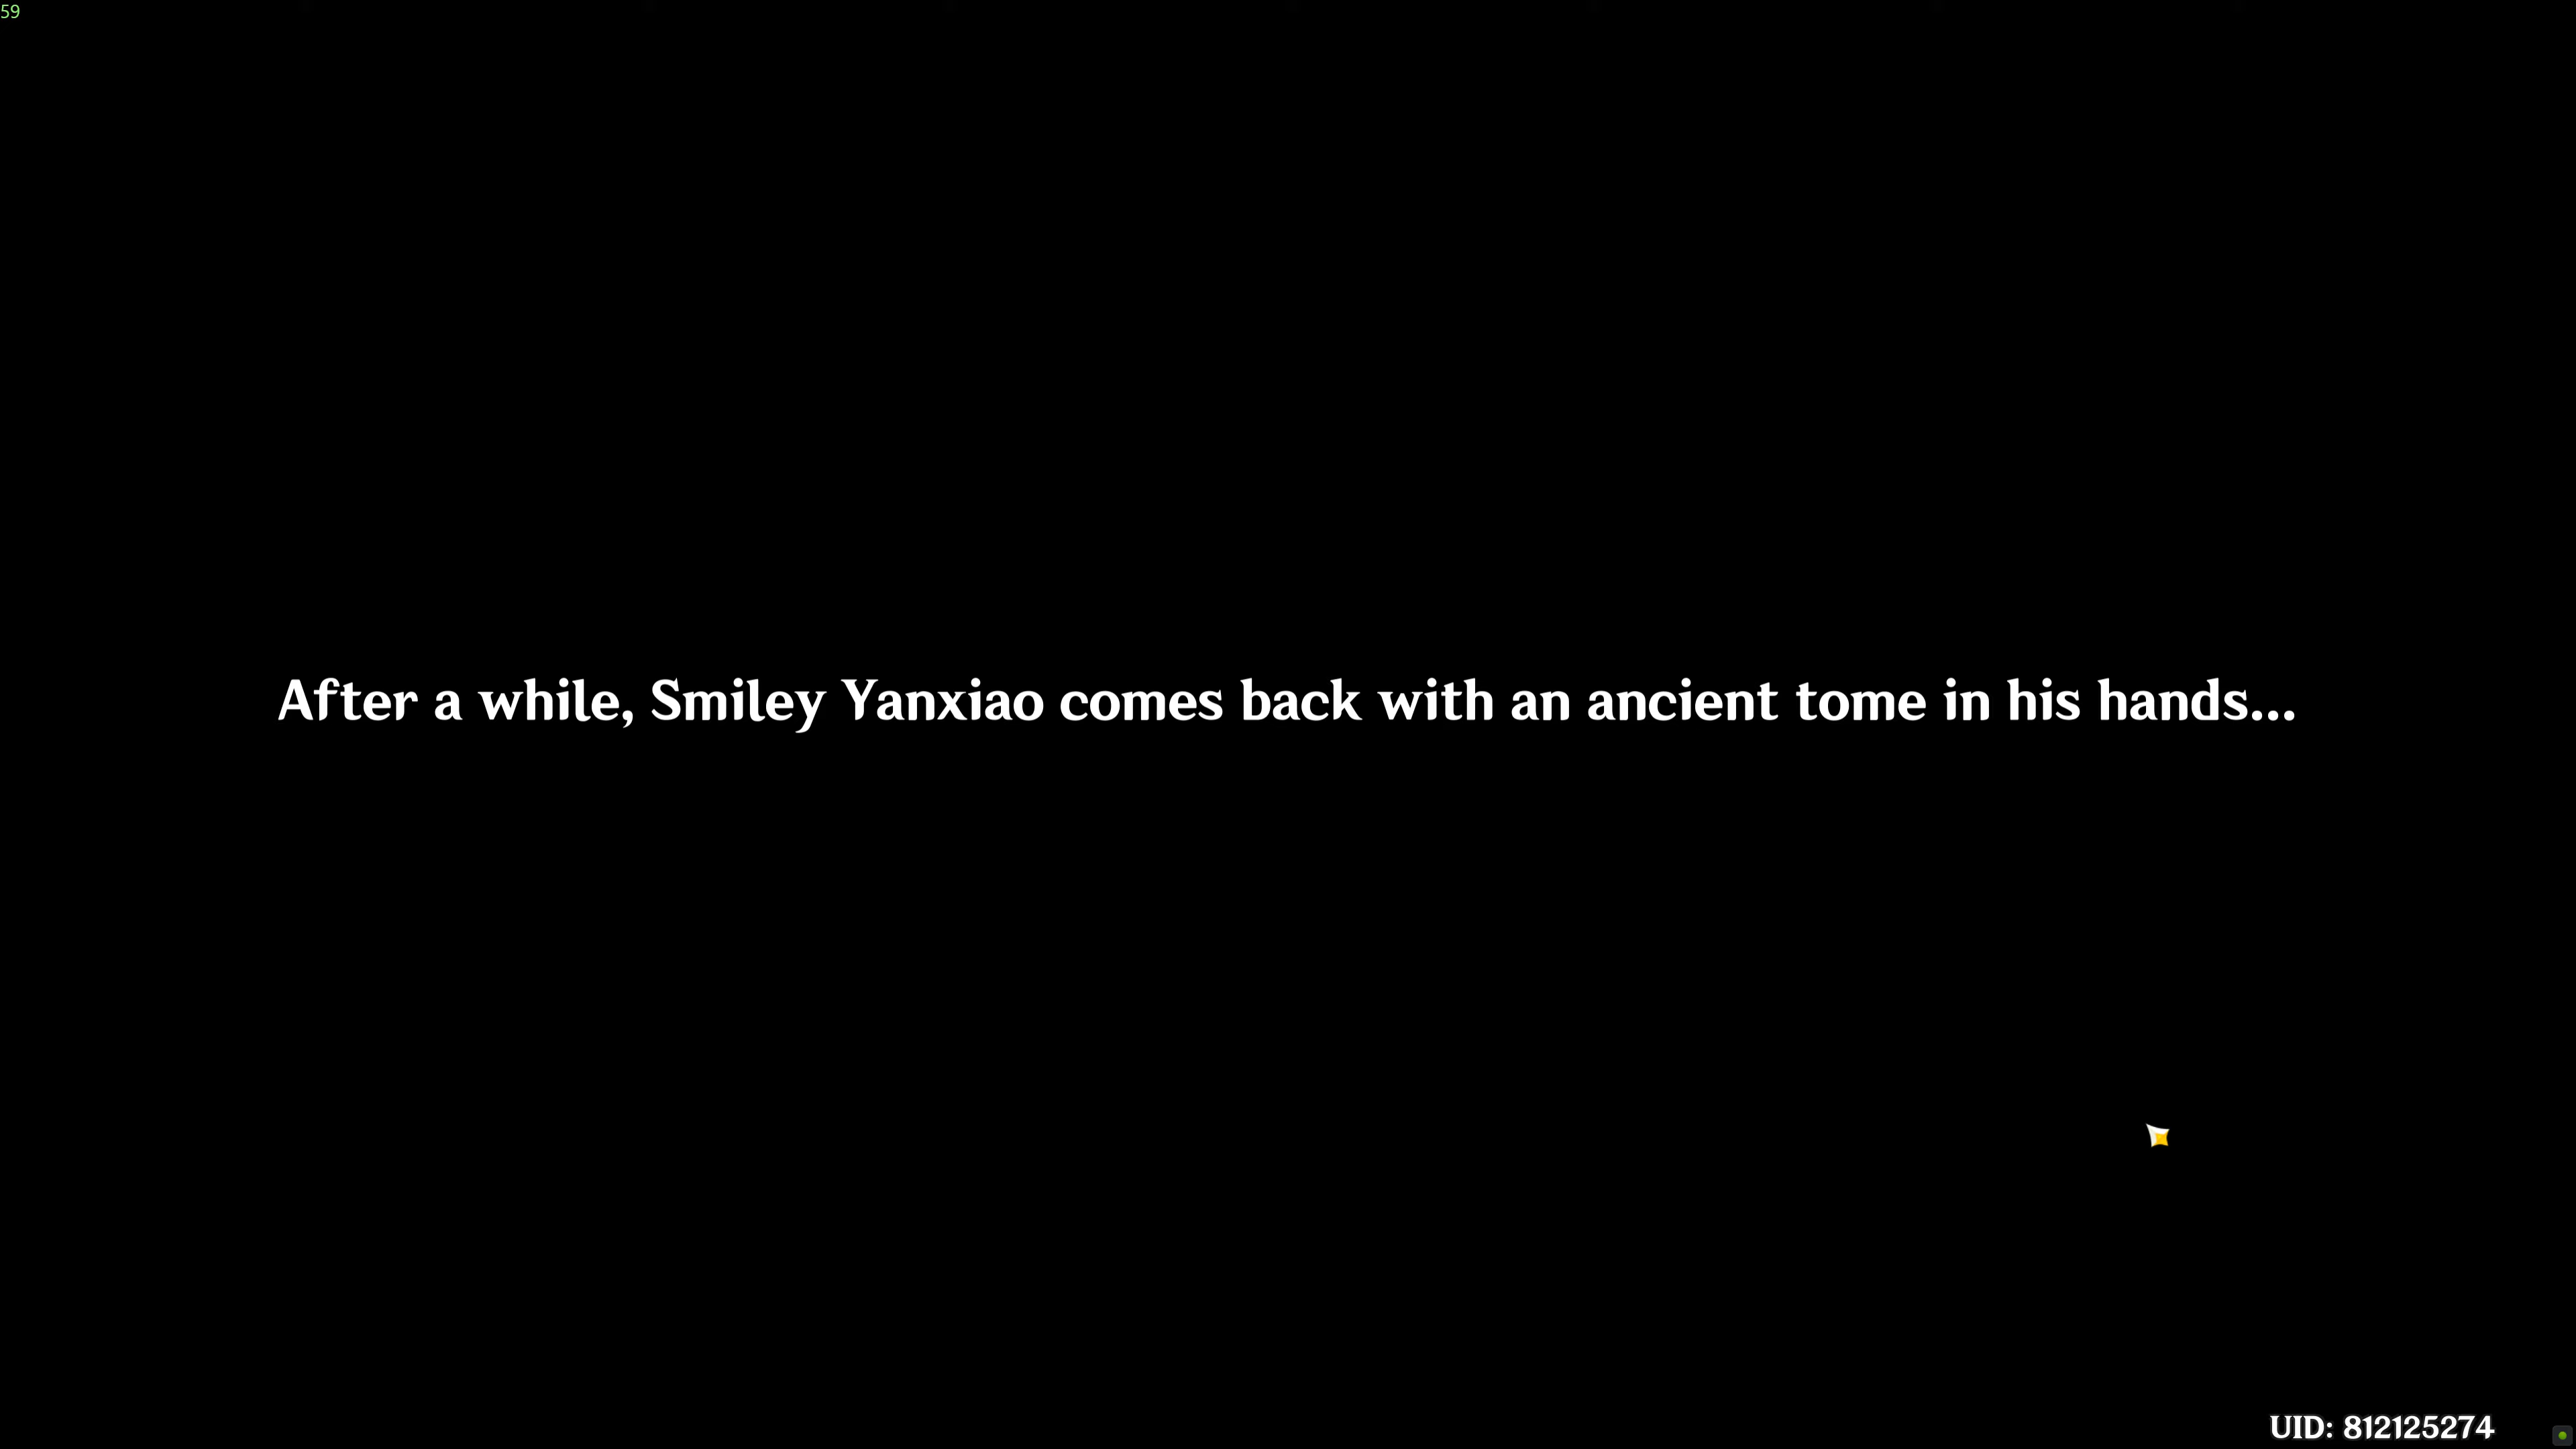 59
After a while, Smiley Yanxiao comes back with an ancient tome in his hands...
UID: 812125274